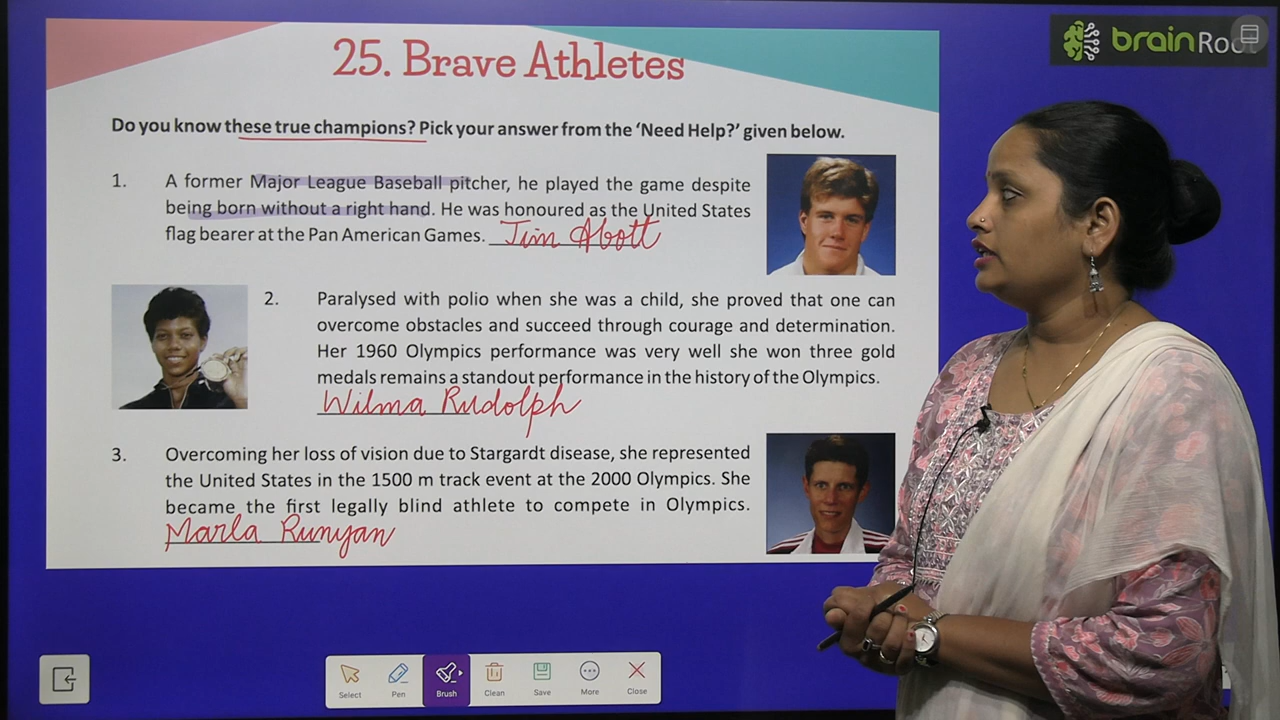 brainRoo
25. Brave Athletes
Do you know these true champions? Pick your answer from the ‘Need Help?’ given below.
1. A former Major League Baseball pitcher, he played the game despite
being born without a right hand. He was honoured as the United States
flag bearer at the Pan American Games. Jim Abott
2. Paralysed with polio when she was a child, she proved that one can
overcome obstacles and succeed through courage and determination.
Her 1960 Olympics performance was very well she won three gold
medals remains a standout performance in the history of the Olympics.
Wilma Rudolph
3. Overcoming her loss of vision due to Stargardt disease, she represented
the United States in the 1500 m track event at the 2000 Olympics. She
became the first legally blind athlete to compete in Olympics.
Marla Runyan
Select Pen Brush Clean Save More Close